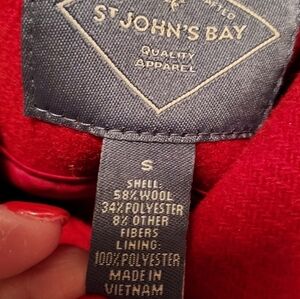 ST JOHN'S BAY
QUALITY
APPAREL
S
SHELL:
58% WOOL
34% POLYESTER
8% OTHER
FIBERS
LINING:
100% POLYESTER
MADE IN
VIETNAM